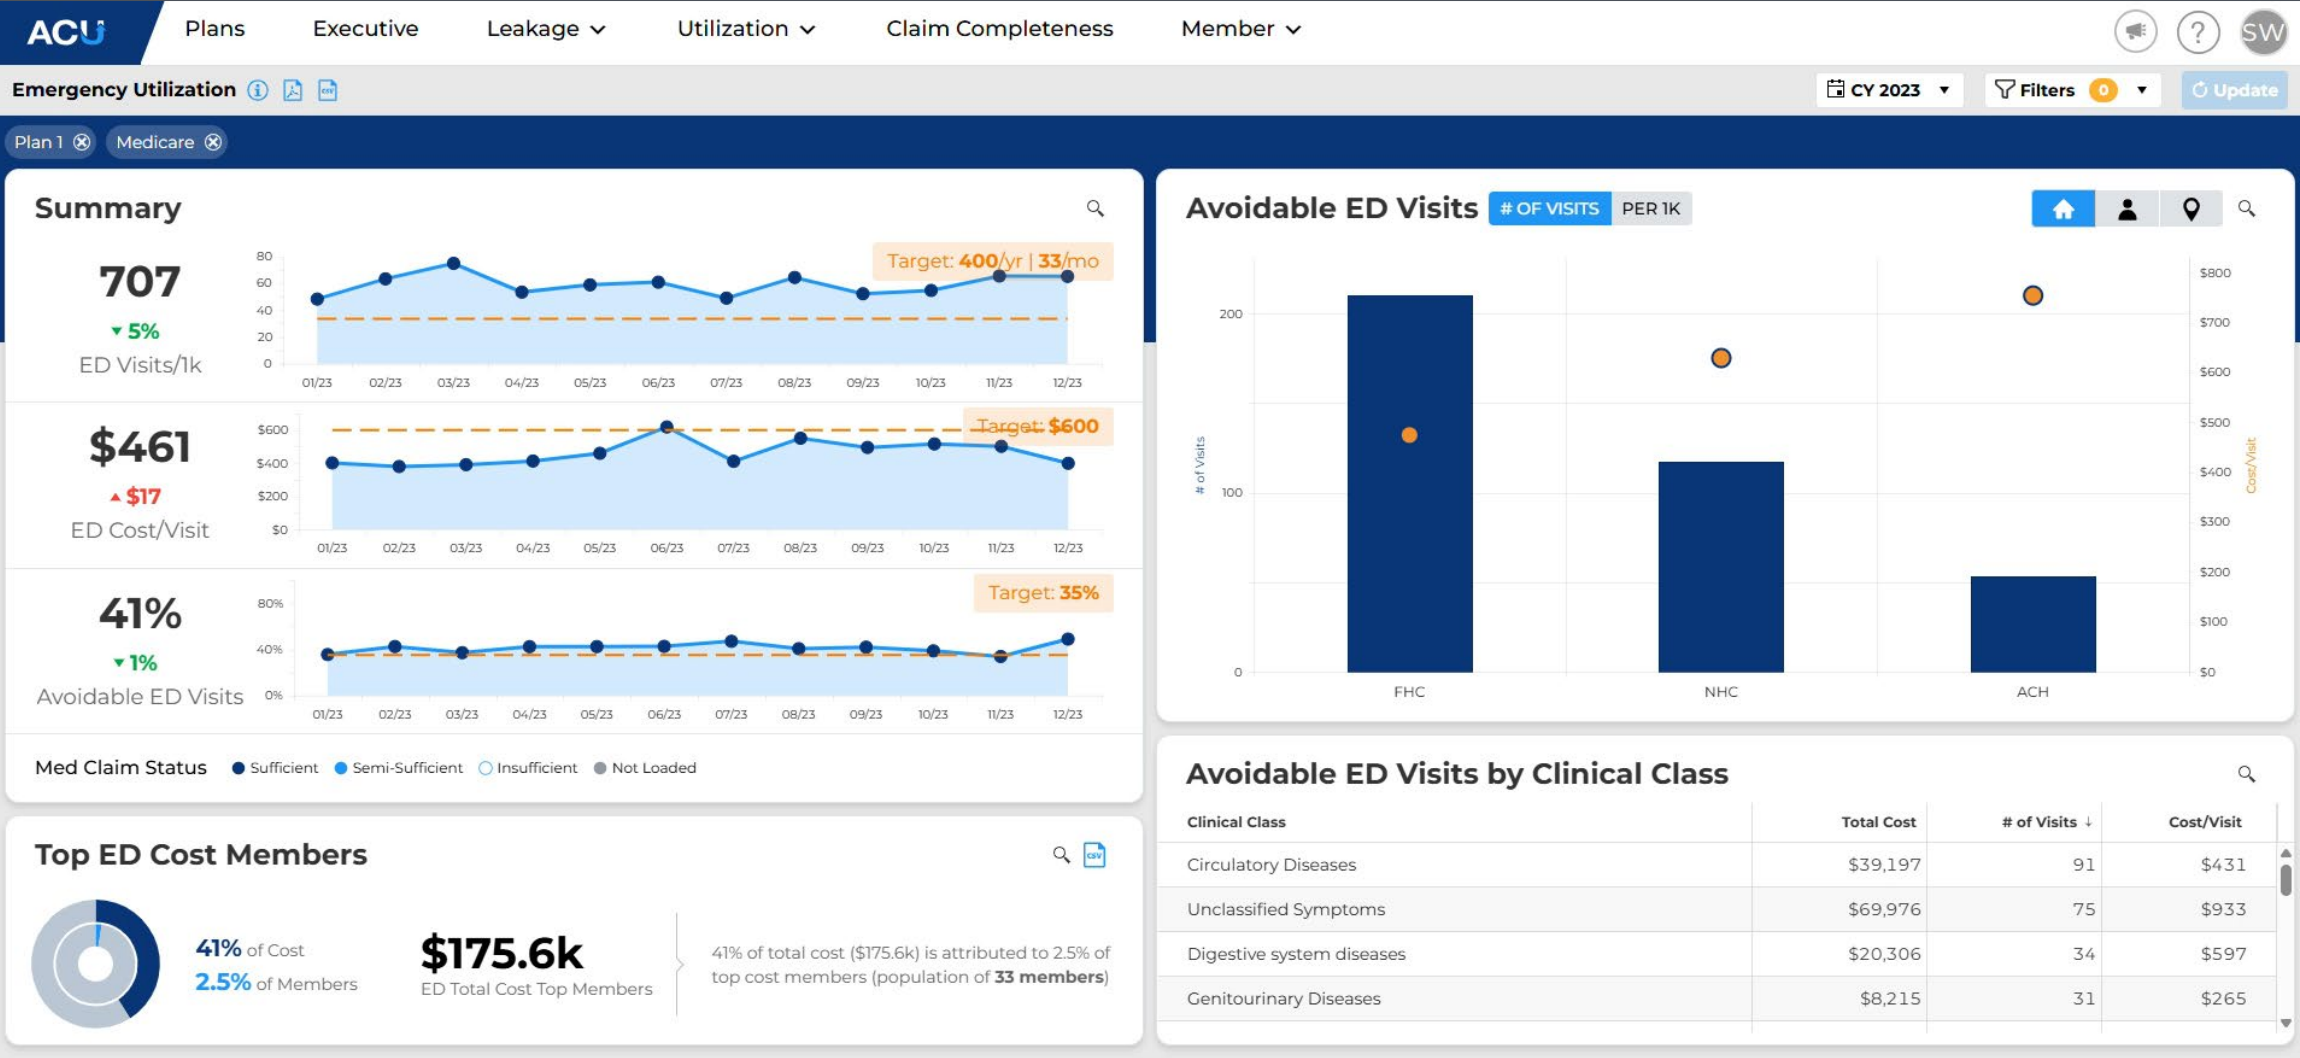 ACU Plans Executive Leakage Utilization Claim Completeness Member ? SW
Emergency Utilization CSV CY 2023 Filters 0 Update
Plan 1 Medicare
Summary
707
5%
ED Visits/1k
80
60
40
20
0
Target: 400/yr | 33/mo
01/23 02/23 03/23 04/23 05/23 06/23 07/23 08/23 09/23 10/23 11/23 12/23
$461
$17
ED Cost/Visit
$600
$400
$200
$0
Target: $600
01/23 02/23 03/23 04/23 05/23 06/23 07/23 08/23 09/23 10/23 11/23 12/23
41%
1%
Avoidable ED Visits
80%
40%
0%
Target: 35%
01/23 02/23 03/23 04/23 05/23 06/23 07/23 08/23 09/23 10/23 11/23 12/23
Med Claim Status Sufficient Semi-Sufficient Insufficient Not Loaded
Top ED Cost Members CSV
41% of Cost
2.5% of Members
$175.6k
ED Total Cost Top Members
41% of total cost ($175.6k) is attributed to 2.5% of
top cost members (population of 33 members)
Avoidable ED Visits # OF VISITS PER 1K
# of Visits
200
100
0
$800
$700
$600
$500
$400
$300
$200
$100
$0
Cost/Visit
FHC NHC ACH
Avoidable ED Visits by Clinical Class
Clinical Class Total Cost # of Visits ↓ Cost/Visit
Circulatory Diseases $39,197 91 $431
Unclassified Symptoms $69,976 75 $933
Digestive system diseases $20,306 34 $597
Genitourinary Diseases $8,215 31 $265